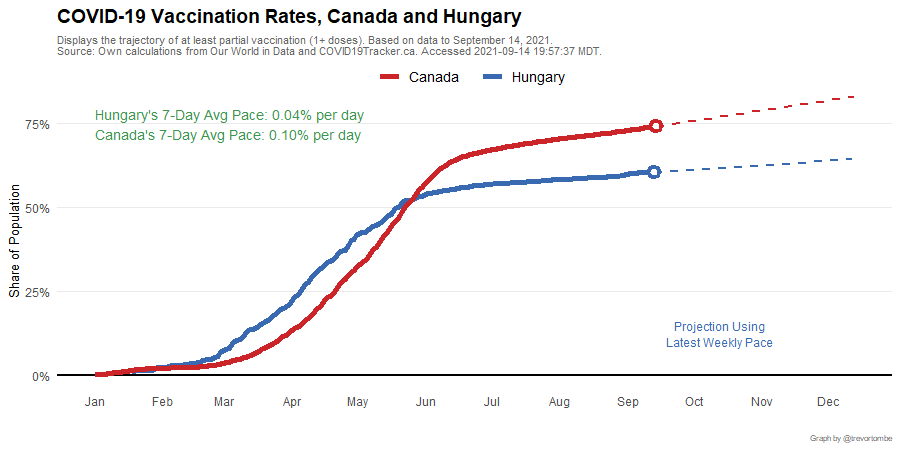 COVID-19 Vaccination Rates, Canada and Hungary
Displays the trajectory of at least partial vaccination (1+ doses). Based on data to September 14, 2021.
Source: Own calculations from Our World in Data and COVID19Tracker.ca. Accessed 2021-09-14 19:57:37 MDT.
Canada Hungary
Hungary's 7-Day Avg Pace: 0.04% per day
Canada's 7-Day Avg Pace: 0.10% per day
75%
50%
25%
0%
Share of Population
Projection Using
Latest Weekly Pace
Jan Feb Mar Apr May Jun Jul Aug Sep Oct Nov Dec
Graph by @trevortombe